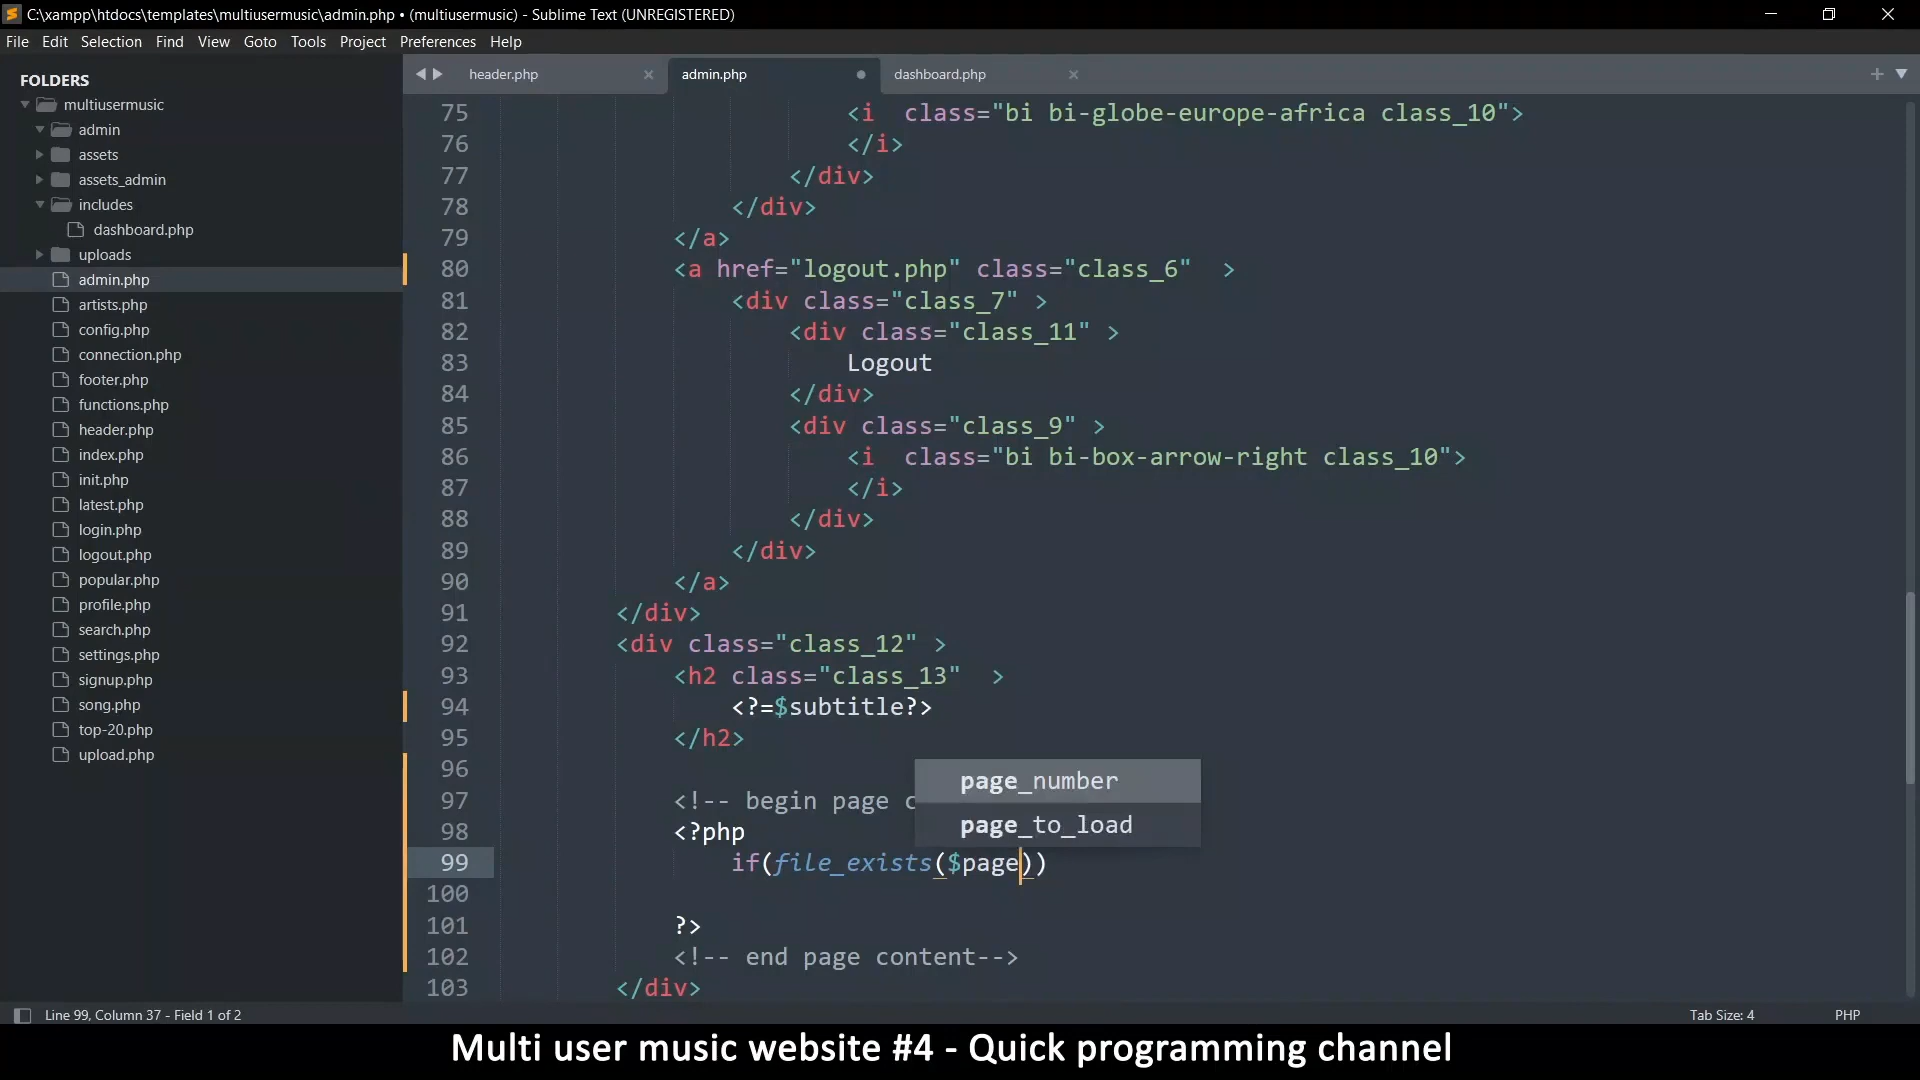 C:\xampp\htdocs\templates\multiusermusic\admin.php • (multiusermusic) - Sublime Text (UNREGISTERED)
File Edit Selection Find View Goto Tools Project Preferences Help
FOLDERS
multiusermusic
admin
assets
assets_admin
includes
dashboard.php
uploads
admin.php
artists.php
config.php
connection.php
footer.php
functions.php
header.php
index.php
init.php
latest.php
login.php
logout.php
popular.php
profile.php
search.php
settings.php
signup.php
song.php
top-20.php
upload.php
header.php admin.php dashboard.php
75 <i  class="bi bi-globe-europe-africa class_10">
76 </i>
77 </div>
78 </div>
79 </a>
80 <a href="logout.php" class="class_6"  >
81 <div class="class_7" >
82 <div class="class_11" >
83 Logout
84 </div>
85 <div class="class_9" >
86 <i  class="bi bi-box-arrow-right class_10">
87 </i>
88 </div>
89 </div>
90 </a>
91 </div>
92 <div class="class_12" >
93 <h2 class="class_13"  >
94 <?=$subtitle?>
95 </h2>
96
97 <!-- begin page c
98 <?php
99 if(file_exists($page))
100
101 ?>
102 <!-- end page content-->
103 </div>
page_number
page_to_load
Line 99, Column 37 - Field 1 of 2 Tab Size: 4 PHP
Multi user music website #4 - Quick programming channel